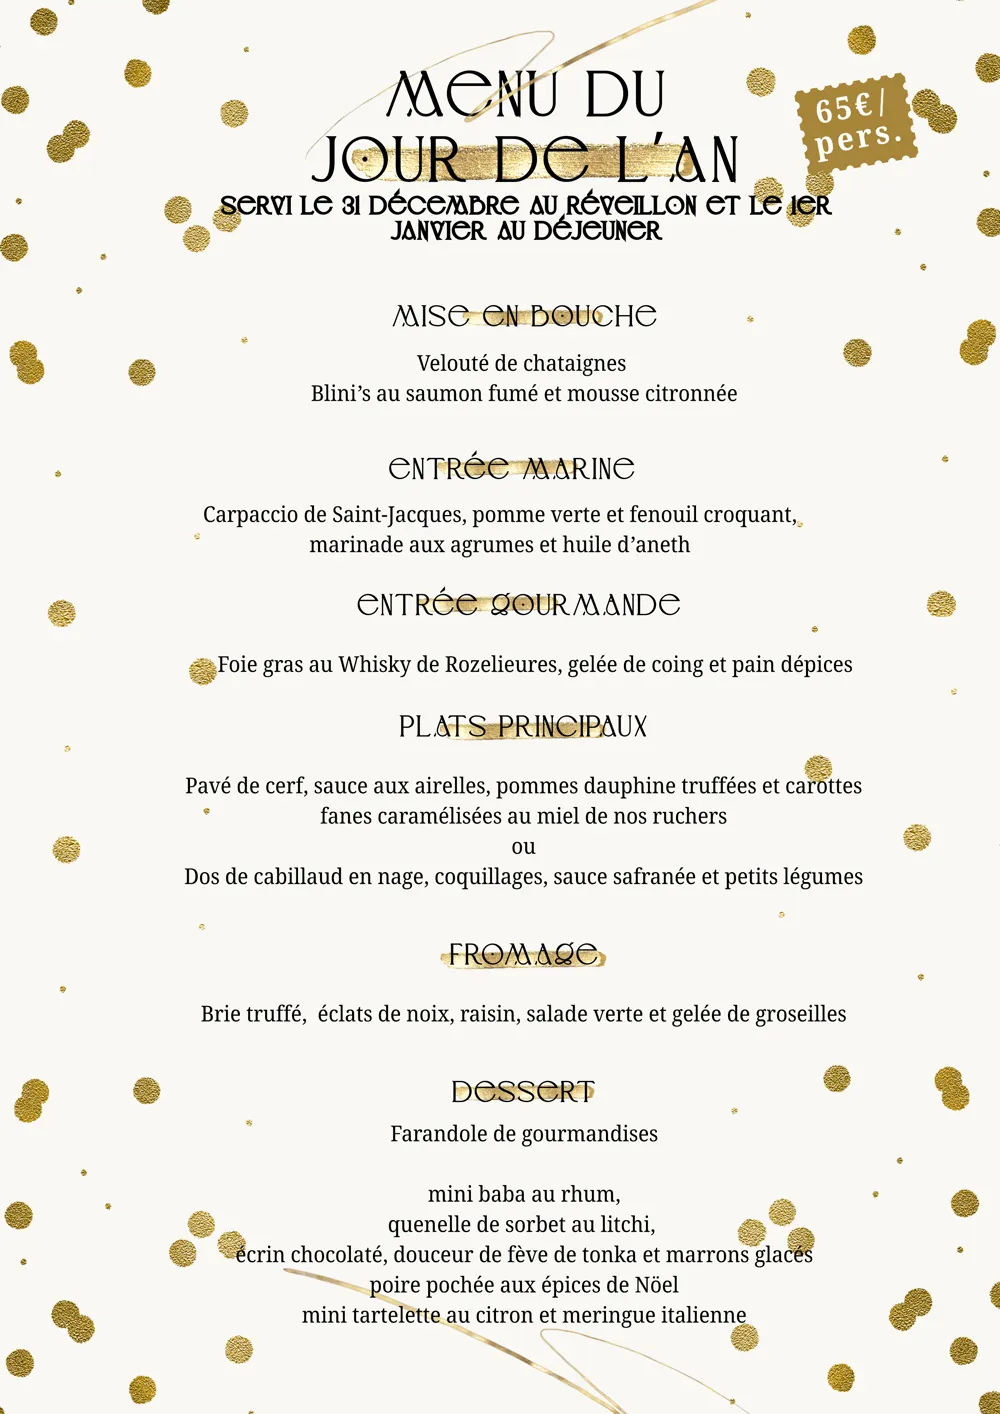 MENU DU
JOUR DE L'AN
65€/
pers.
SERVI LE 31 DÉCEMBRE AU RÉVEILLON ET LE 1ER
JANVIER AU DÉJEUNER
MISE EN BOUCHE
Velouté de chataignes
Blini's au saumon fumé et mousse citronnée
ENTRÉE MARINE
Carpaccio de Saint-Jacques, pomme verte et fenouil croquant,
marinade aux agrumes et huile d'aneth
ENTRÉE GOURMANDE
Foie gras au Whisky de Rozelieures, gelée de coing et pain dépices
PLATS PRINCIPAUX
Pavé de cerf, sauce aux airelles, pommes dauphine truffées et carottes
fanes caramélisées au miel de nos ruchers
ou
Dos de cabillaud en nage, coquillages, sauce safranée et petits légumes
FROMAGE
Brie truffé, éclats de noix, raisin, salade verte et gelée de groseilles
DESSERT
Farandole de gourmandises
mini baba au rhum,
quenelle de sorbet au litchi,
écrin chocolaté, douceur de fève de tonka et marrons glacés
poire pochée aux épices de Nöel
mini tartelette au citron et meringue italienne